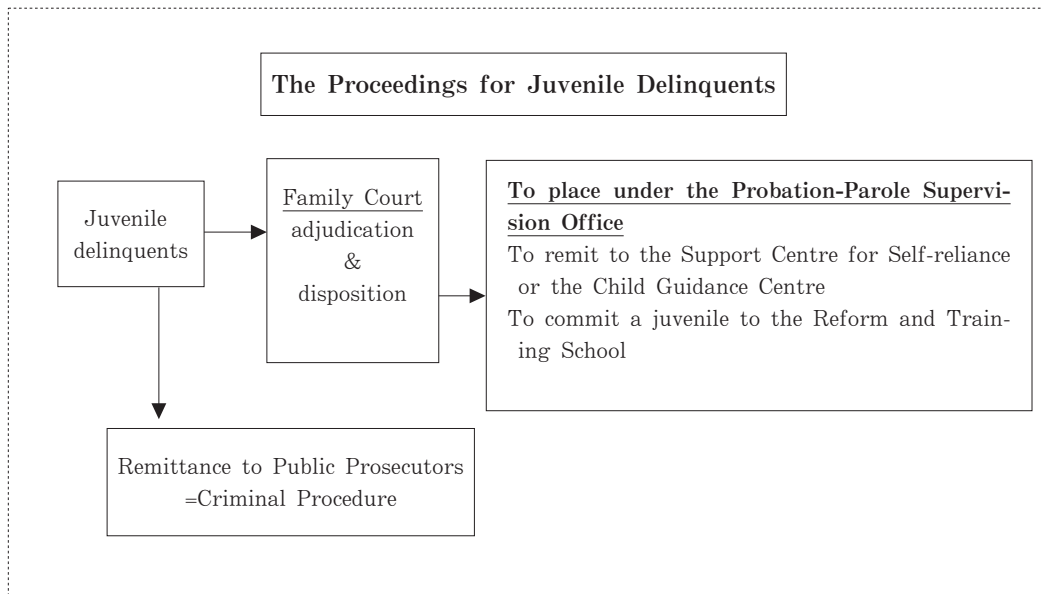 The Proceedings for Juvenile Delinquents
Juvenile
delinquents
Family Court
adjudication
&
disposition
To place under the Probation-Parole Supervi-
sion Office
To remit to the Support Centre for Self-reliance
or the Child Guidance Centre
To commit a juvenile to the Reform and Train-
ing School
Remittance to Public Prosecutors
=Criminal Procedure